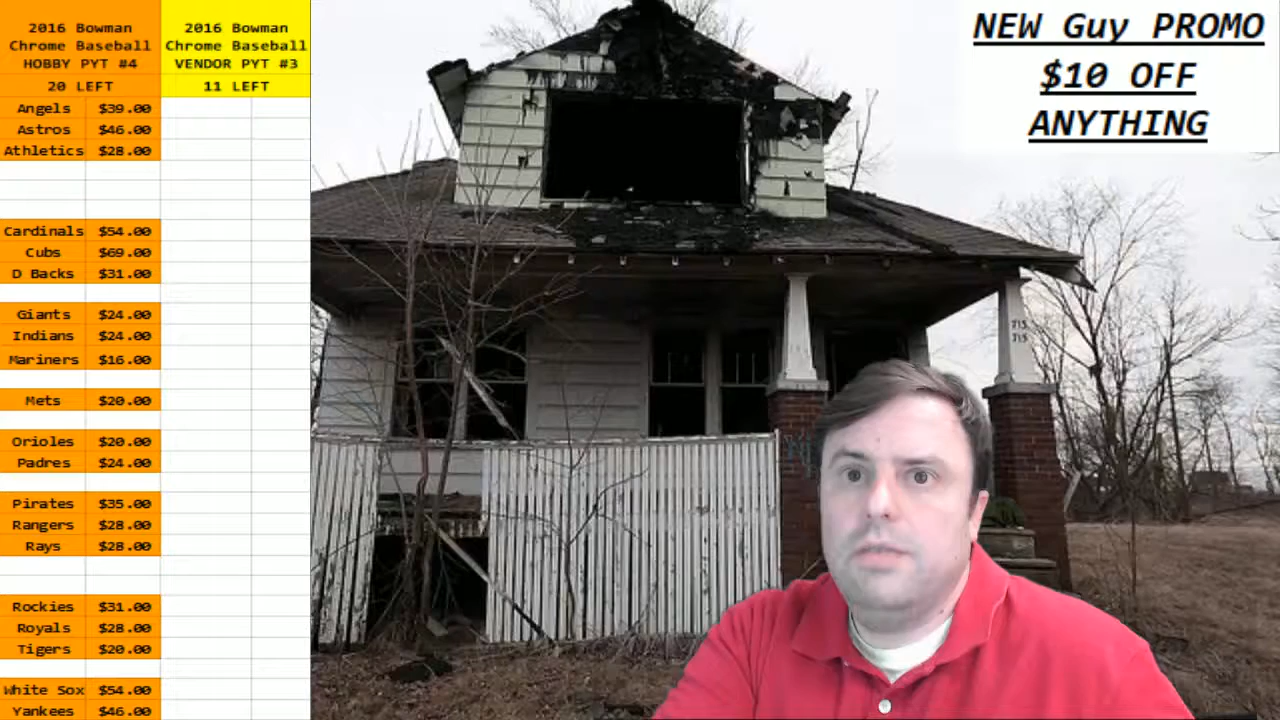 2016 Bowman
Chrome Baseball
HOBBY PYT #4
20 LEFT
Angels $39.00
Astros $46.00
Athletics $28.00
Cardinals $54.00
Cubs $69.00
D Backs $31.00
Giants $24.00
Indians $24.00
Mariners $16.00
Mets $20.00
Orioles $20.00
Padres $24.00
Pirates $35.00
Rangers $28.00
Rays $28.00
Rockies $31.00
Royals $28.00
Tigers $20.00
White Sox $54.00
Yankees $46.00
2016 Bowman
Chrome Baseball
VENDOR PYT #3
11 LEFT
NEW Guy PROMO
$10 OFF
ANYTHING
713
713